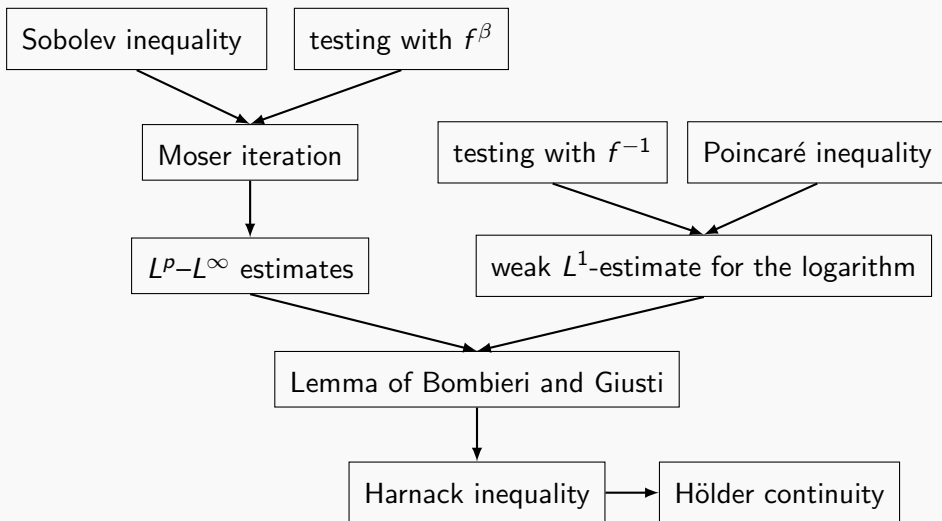 Sobolev inequality
testing with f^β
Moser iteration
testing with f^{−1}
Poincaré inequality
L^p–L^∞ estimates
weak L^1-estimate for the logarithm
Lemma of Bombieri and Giusti
Harnack inequality
Hölder continuity